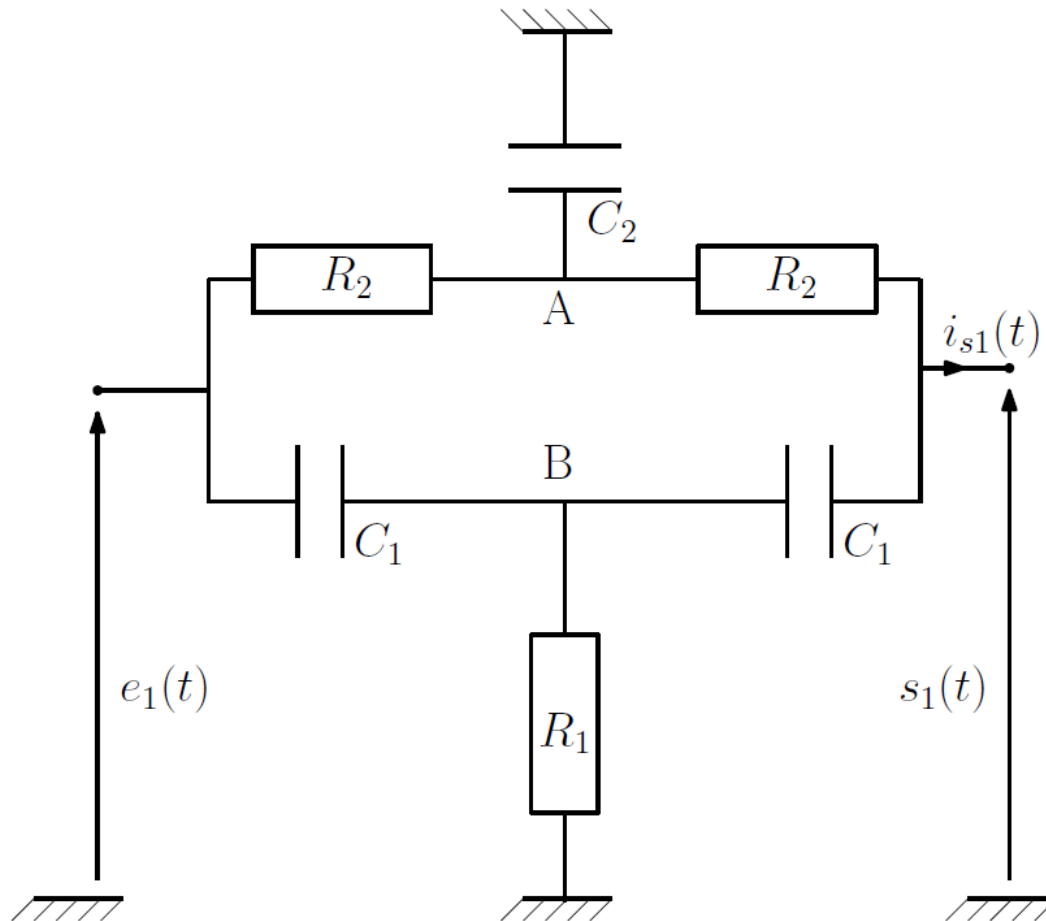 C₂
R₂
R₂
A
iₛ₁(t)
B
C₁
C₁
e₁(t)
s₁(t)
R₁